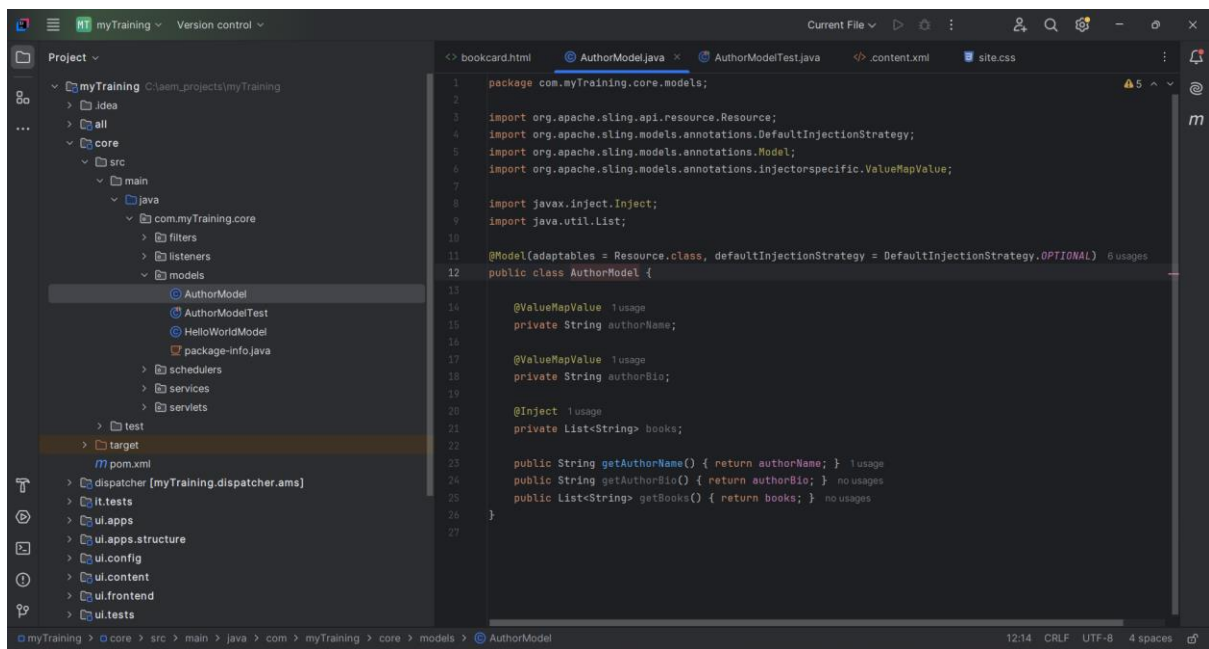 MT myTraining Version control Current File
Project
myTraining C:\aem_projects\myTraining
.idea
all
core
src
main
java
com.myTraining.core
filters
listeners
models
AuthorModel
AuthorModelTest
HelloWorldModel
package-info.java
schedulers
services
servlets
test
target
m pom.xml
dispatcher [myTraining.dispatcher.ams]
it.tests
ui.apps
ui.apps.structure
ui.config
ui.content
ui.frontend
ui.tests
bookcard.html AuthorModel.java AuthorModelTest.java .content.xml site.css
5
1 package com.myTraining.core.models;
2
3 import org.apache.sling.api.resource.Resource;
4 import org.apache.sling.models.annotations.DefaultInjectionStrategy;
5 import org.apache.sling.models.annotations.Model;
6 import org.apache.sling.models.annotations.injectorspecific.ValueMapValue;
7
8 import javax.inject.Inject;
9 import java.util.List;
10
11 @Model(adaptables = Resource.class, defaultInjectionStrategy = DefaultInjectionStrategy.OPTIONAL) 6 usages
12 public class AuthorModel {
13
14 @ValueMapValue 1 usage
15 private String authorName;
16
17 @ValueMapValue 1 usage
18 private String authorBio;
19
20 @Inject 1 usage
21 private List<String> books;
22
23 public String getAuthorName() { return authorName; } 1 usage
24 public String getAuthorBio() { return authorBio; } no usages
25 public List<String> getBooks() { return books; } no usages
26 }
27
m
myTraining > core > src > main > java > com > myTraining > core > models > AuthorModel 12:14 CRLF UTF-8 4 spaces